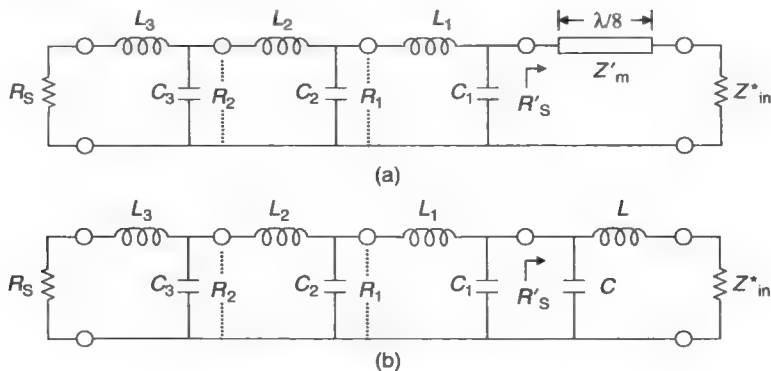 L3 L2 L1 λ/8
RS C3 R2 C2 R1 C1 R'S Z'm Z*in
(a)
L3 L2 L1 L
RS C3 R2 C2 R1 C1 R'S C Z*in
(b)